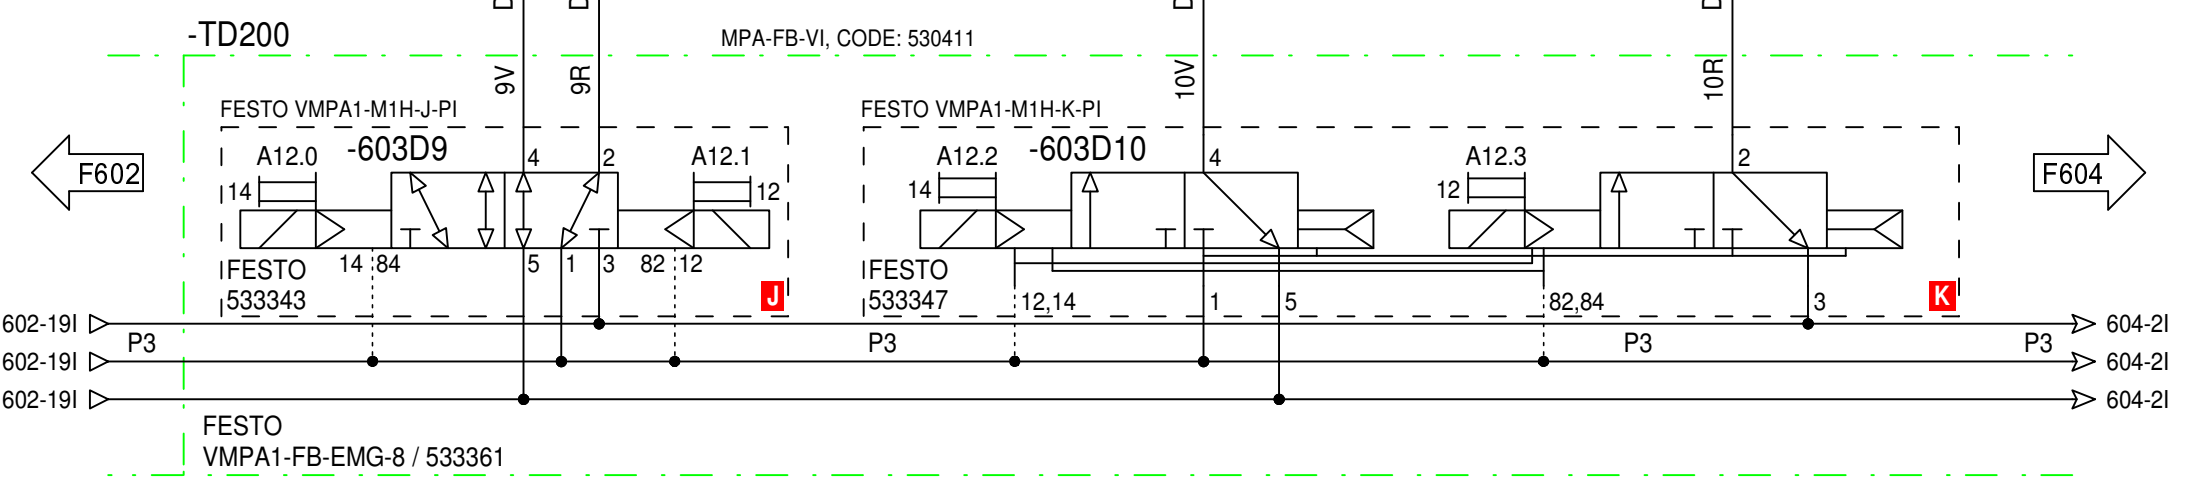 D
D
D
D
-TD200
MPA-FB-VI, CODE: 530411
9V
9R
10V
10R
FESTO VMPA1-M1H-J-PI
FESTO VMPA1-M1H-K-PI
A12.0
-603D9
4
2
A12.1
A12.2
-603D10
4
A12.3
2
F602
14
12
14
12
F604
14
84
5
1
3
82
12
FESTO
533343
J
FESTO
533347
12,14
1
5
82,84
3
K
602-19I
604-2I
P3
P3
P3
P3
602-19I
604-2I
602-19I
604-2I
FESTO
VMPA1-FB-EMG-8 / 533361